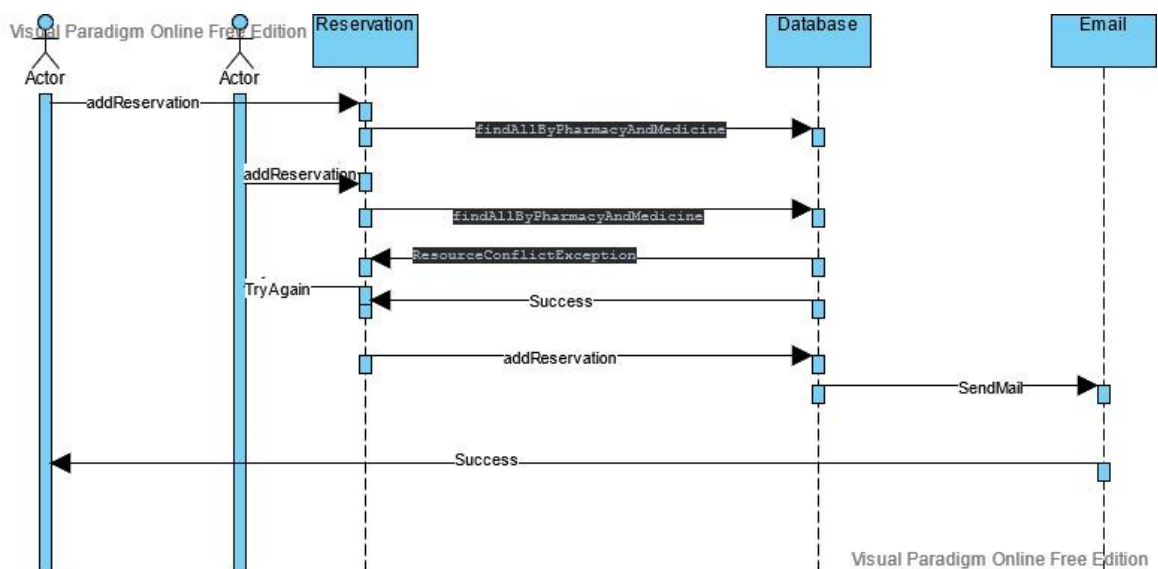 Visual Paradigm Online Free Edition
Reservation
Database
Email
Actor
Actor
addReservation
findAllByPharmacyAndMedicine
addReservation
findAllByPharmacyAndMedicine
ResourceConflictException
TryAgain
Success
addReservation
SendMail
Success
Visual Paradigm Online Free Edition